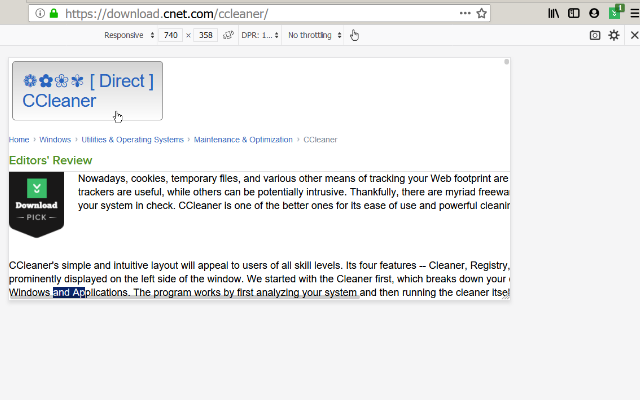 https://download.cnet.com/ccleaner/
1
Responsive 740 × 358 DPR: 1... No throttling
❁✿❀✾ [ Direct ]
CCleaner
Home › Windows › Utilities & Operating Systems › Maintenance & Optimization › CCleaner
Editors' Review
Nowadays, cookies, temporary files, and various other means of tracking your Web footprint are
trackers are useful, while others can be potentially intrusive. Thankfully, there are myriad freewa
your system in check. CCleaner is one of the better ones for its ease of use and powerful cleanin
Download
PICK
CCleaner's simple and intuitive layout will appeal to users of all skill levels. Its four features -- Cleaner, Registry,
prominently displayed on the left side of the window. We started with the Cleaner first, which breaks down your
Windows and Applications. The program works by first analyzing your system and then running the cleaner itsel